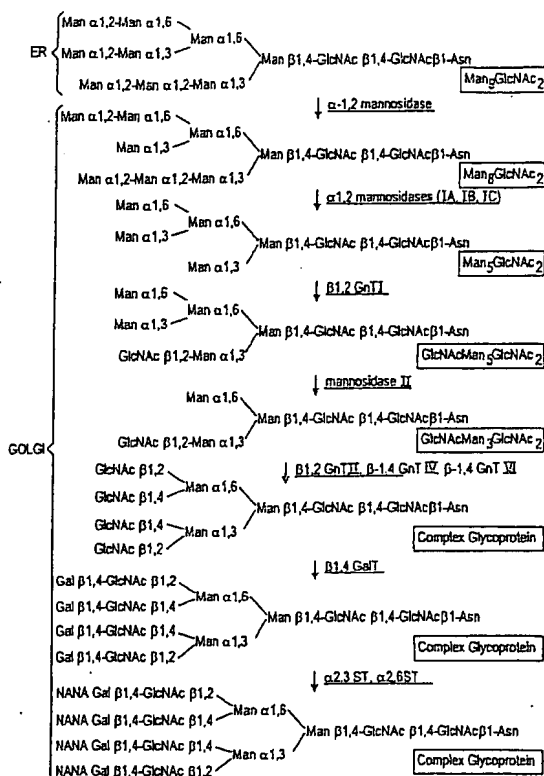 Man α1,2-Man α1,6
Man α1,6
ER
Man α1,2-Man α1,3
Man β1,4-GlcNAc β1,4-GlcNAcβ1-Asn
Man α1,2-Man α1,2-Man α1,3
Man9GlcNAc2
α-1,2 mannosidase
Man α1,2-Man α1,6
Man α1,6
Man α1,3
Man β1,4-GlcNAc β1,4-GlcNAcβ1-Asn
Man α1,2-Man α1,2-Man α1,3
Man8GlcNAc2
α1,2 mannosidases (IA, IB, IC)
Man α1,6
Man α1,6
Man α1,3
Man β1,4-GlcNAc β1,4-GlcNAcβ1-Asn
Man α1,3
Man5GlcNAc2
β1,2 GnTI
Man α1,6
Man α1,6
Man α1,3
Man β1,4-GlcNAc β1,4-GlcNAcβ1-Asn
GlcNAc β1,2-Man α1,3
GlcNAcMan5GlcNAc2
mannosidase II
Man α1,6
Man β1,4-GlcNAc β1,4-GlcNAcβ1-Asn
GlcNAc β1,2-Man α1,3
GlcNAcMan3GlcNAc2
GOLGI
β1,2 GnTII, β-1,4 GnT IV, β-1,4 GnT VI
GlcNAc β1,2
Man α1,6
GlcNAc β1,4
Man β1,4-GlcNAc β1,4-GlcNAcβ1-Asn
GlcNAc β1,4
Man α1,3
GlcNAc β1,2
Complex Glycoprotein
β1,4 GalT
Gal β1,4-GlcNAc β1,2
Man α1,6
Gal β1,4-GlcNAc β1,4
Man β1,4-GlcNAc β1,4-GlcNAcβ1-Asn
Gal β1,4-GlcNAc β1,4
Man α1,3
Gal β1,4-GlcNAc β1,2
Complex Glycoprotein
α2,3 ST, α2,6ST
NANA Gal β1,4-GlcNAc β1,2
Man α1,6
NANA Gal β1,4-GlcNAc β1,4
Man β1,4-GlcNAc β1,4-GlcNAcβ1-Asn
NANA Gal β1,4-GlcNAc β1,4
Man α1,3
NANA Gal β1,4-GlcNAc β1,2
Complex Glycoprotein